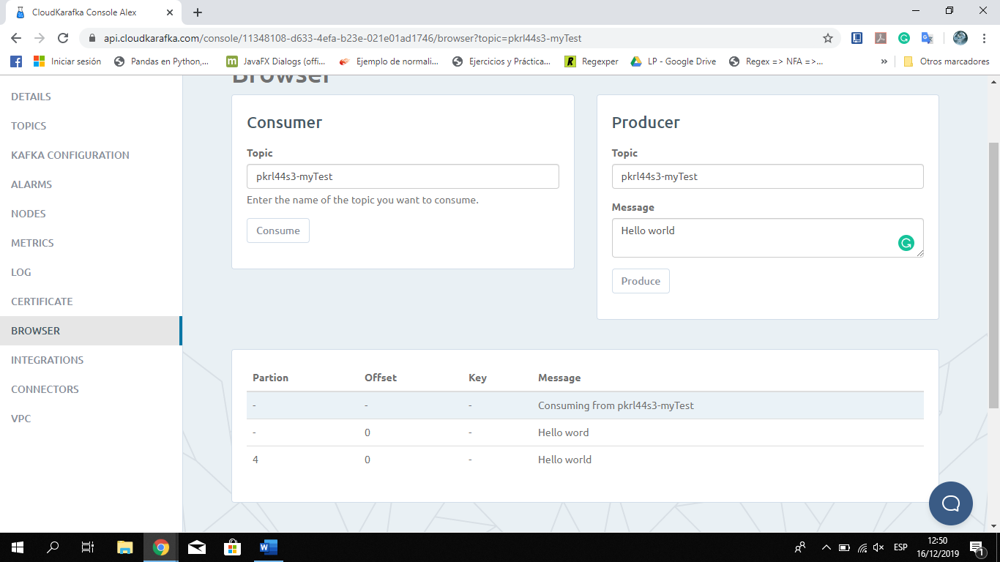 CloudKarafka Console Alex
api.cloudkarafka.com/console/11348108-d633-4efa-b23e-021e01ad1746/browser?topic=pkrl44s3-myTest
Iniciar sesión
Pandas en Python,...
JavaFX Dialogs (offi...
Ejemplo de normali...
Ejercicios y Práctica...
Regexper
LP - Google Drive
Regex => NFA =>...
»
Otros marcadores
DETAILS
TOPICS
KAFKA CONFIGURATION
ALARMS
NODES
METRICS
LOG
CERTIFICATE
BROWSER
INTEGRATIONS
CONNECTORS
VPC
Browser
Consumer
Topic
pkrl44s3-myTest
Enter the name of the topic you want to consume.
Consume
Producer
Topic
pkrl44s3-myTest
Message
Hello world
Produce
Partion Offset Key Message
- - - Consuming from pkrl44s3-myTest
- 0 - Hello word
4 0 - Hello world
ESP
12:50
16/12/2019
1